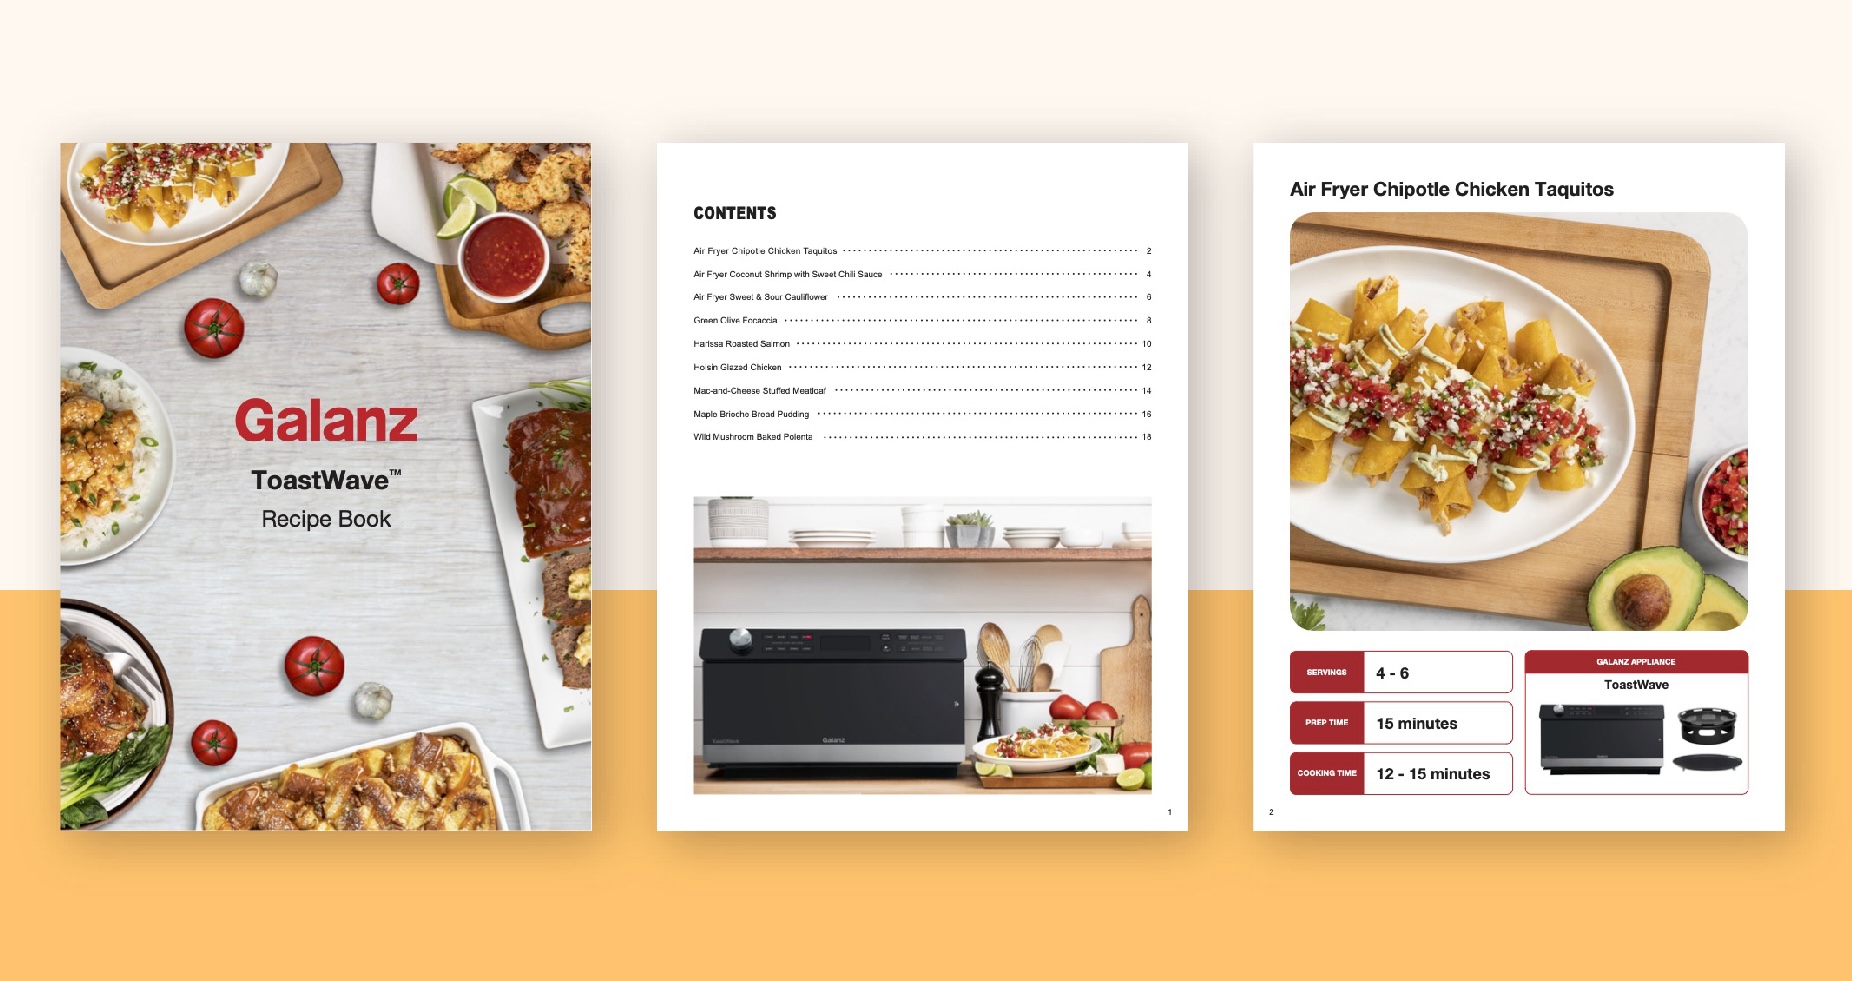 Galanz
ToastWave™
Recipe Book
CONTENTS
Air Fryer Chipotle Chicken Taquitos 2
Air Fryer Coconut Shrimp with Sweet Chili Sauce 4
Air Fryer Sweet & Sour Cauliflower 6
Green Olive Focaccia 8
Harissa Roasted Salmon 10
Hoisin Glazed Chicken 12
Mac-and-Cheese Stuffed Meatloaf 14
Maple Brioche Bread Pudding 16
Wild Mushroom Baked Polenta 18
ToastWave
Galanz
1
Air Fryer Chipotle Chicken Taquitos
SERVINGS 4 - 6
PREP TIME 15 minutes
COOKING TIME 12 - 15 minutes
GALANZ APPLIANCE
ToastWave
2